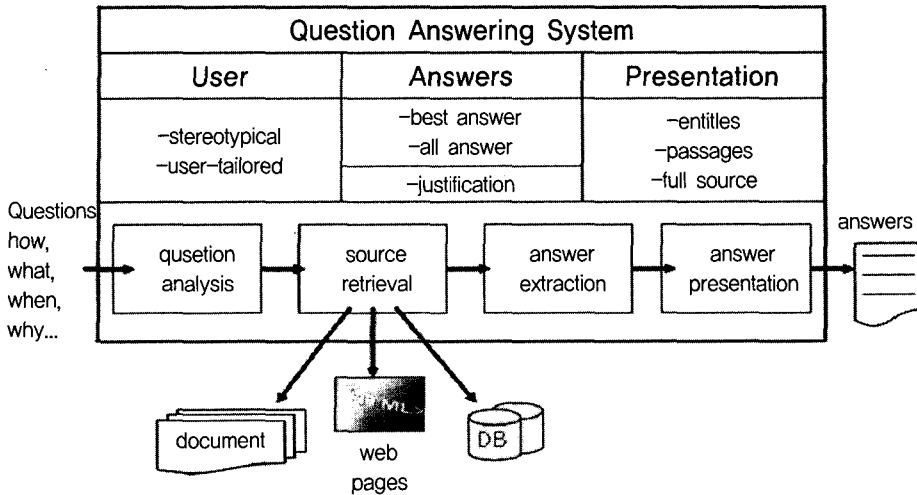 Question Answering System
User
Answers
Presentation
-stereotypical
-user-tailored
-best answer
-all answer
-justification
-entitles
-passages
-full source
Questions
how,
what,
when,
why...
qusetion
analysis
source
retrieval
answer
extraction
answer
presentation
answers
document
web
pages
DB